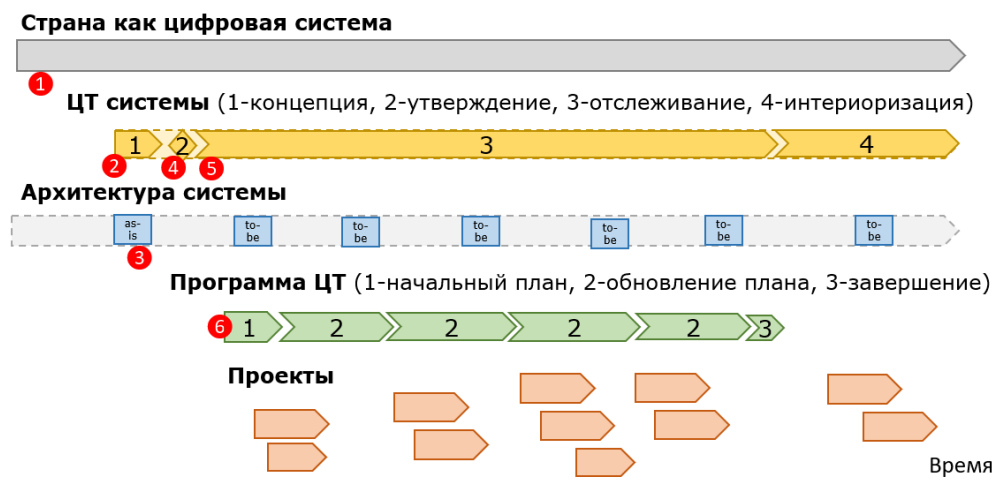 Страна как цифровая система
1
ЦТ системы (1-концепция, 2-утверждение, 3-отслеживание, 4-интериоризация)
1 2 3 4
2 4 5
Архитектура системы
as-is to-be to-be to-be to-be to-be to-be
3
Программа ЦТ (1-начальный план, 2-обновление плана, 3-завершение)
6 1 2 2 2 2 3
Проекты
Время